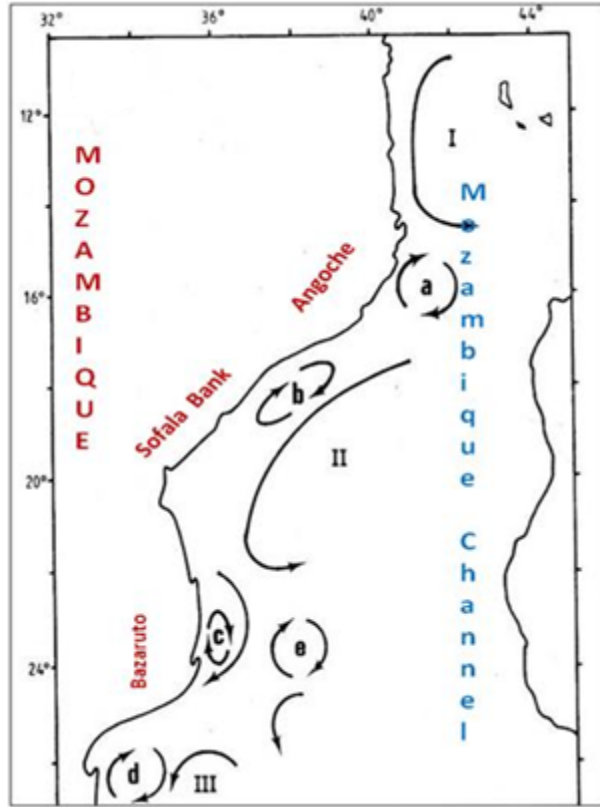 32° 36° 40° 44°
12°
16°
20°
24°
MOZAMBIQUE
Mozambique Channel
Angoche
Sofala Bank
Bazaruto
I
a
b
II
c
e
d
III